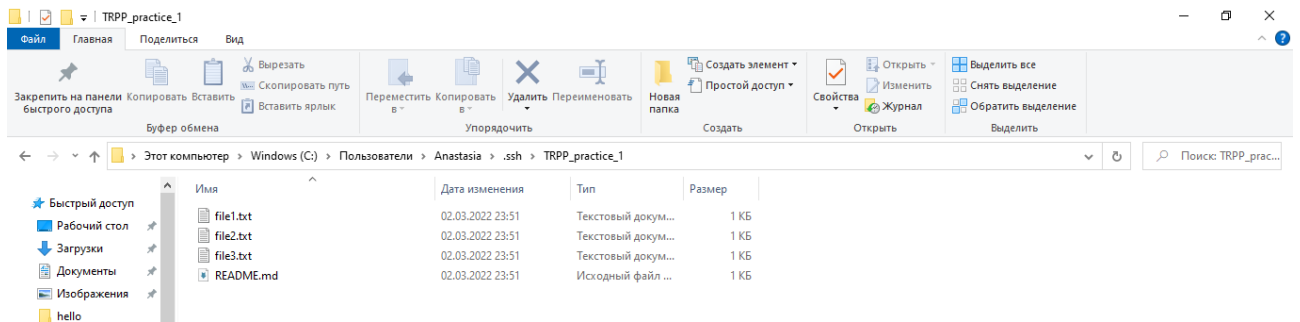 TRPP_practice_1
Файл Главная Поделиться Вид
Закрепить на панели быстрого доступа
Копировать
Вставить
Вырезать
Скопировать путь
Вставить ярлык
Буфер обмена
Переместить в
Копировать в
Удалить
Переименовать
Упорядочить
Новая папка
Создать элемент
Простой доступ
Создать
Свойства
Открыть
Изменить
Журнал
Открыть
Выделить все
Снять выделение
Обратить выделение
Выделить
Этот компьютер > Windows (C:) > Пользователи > Anastasia > .ssh > TRPP_practice_1
Поиск: TRPP_prac...
Быстрый доступ
Рабочий стол
Загрузки
Документы
Изображения
hello
Имя Дата изменения Тип Размер
file1.txt 02.03.2022 23:51 Текстовый докум... 1 КБ
file2.txt 02.03.2022 23:51 Текстовый докум... 1 КБ
file3.txt 02.03.2022 23:51 Текстовый докум... 1 КБ
README.md 02.03.2022 23:51 Исходный файл ... 1 КБ